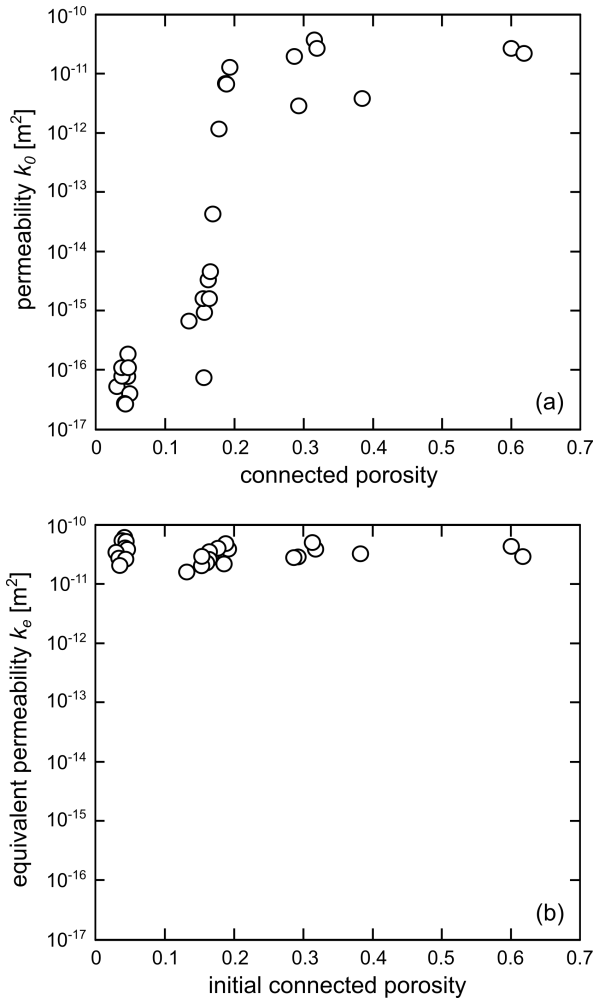 10⁻¹⁰
10⁻¹¹
10⁻¹²
10⁻¹³
10⁻¹⁴
10⁻¹⁵
10⁻¹⁶
10⁻¹⁷
permeability k₀ [m²]
(a)
0 0.1 0.2 0.3 0.4 0.5 0.6 0.7
connected porosity
10⁻¹⁰
10⁻¹¹
10⁻¹²
10⁻¹³
10⁻¹⁴
10⁻¹⁵
10⁻¹⁶
10⁻¹⁷
equivalent permeability kₑ [m²]
(b)
0 0.1 0.2 0.3 0.4 0.5 0.6 0.7
initial connected porosity